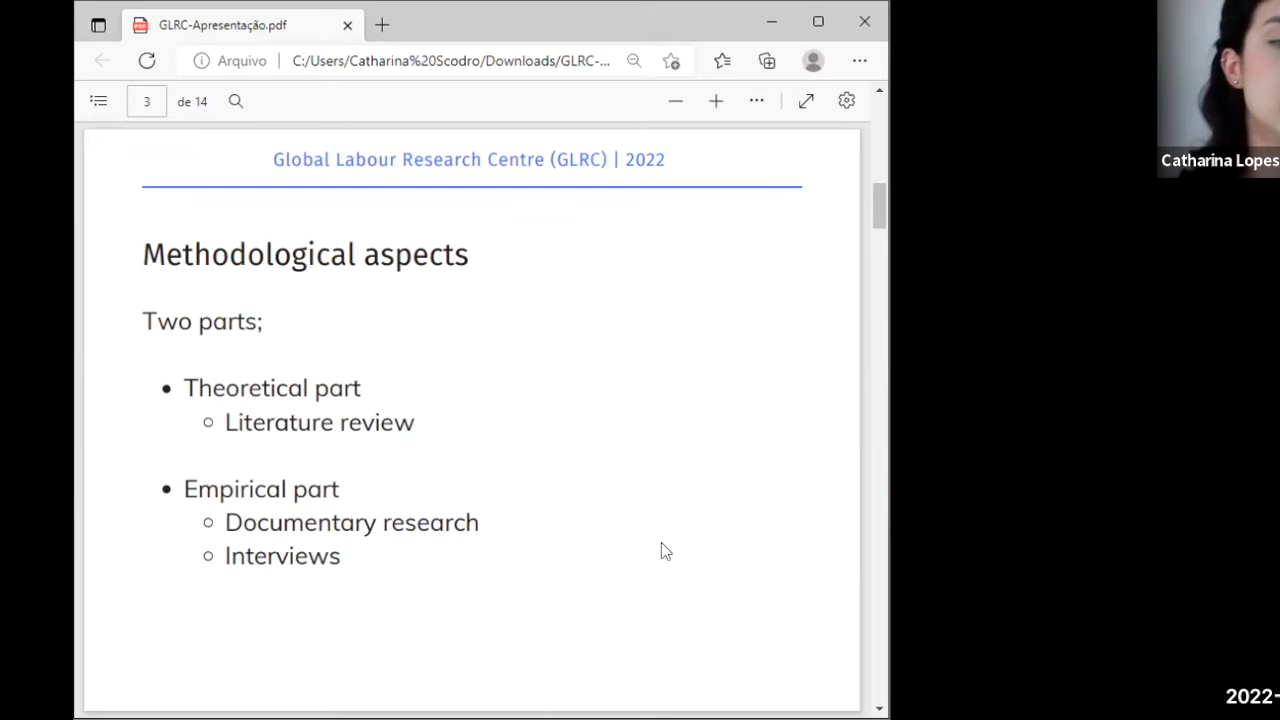 GLRC-Apresentação.pdf
Arquivo
C:/Users/Catharina%20Scodro/Downloads/GLRC-...
3
de 14
Global Labour Research Centre (GLRC) | 2022
Methodological aspects
Two parts;
Theoretical part
Literature review
Empirical part
Documentary research
Interviews
Catharina Lopes
2022-